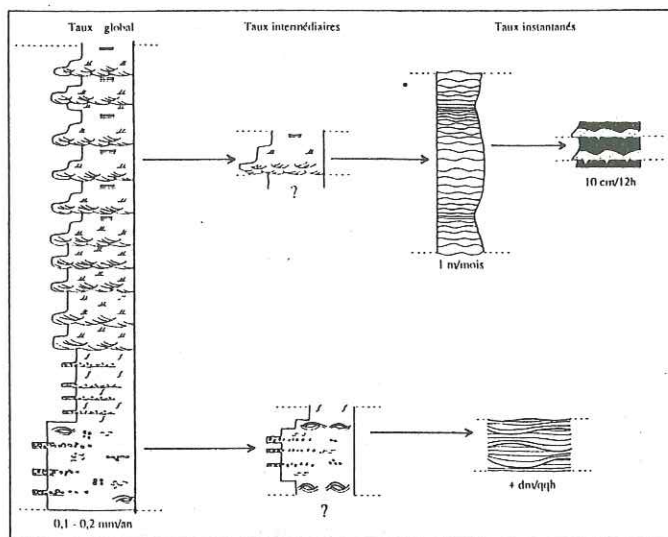 Taux global
Taux intermédiaires
Taux instantanés
?
1 m/mois
10 cm/12h
0,1 - 0,2 mm/an
?
+ dm/qqh